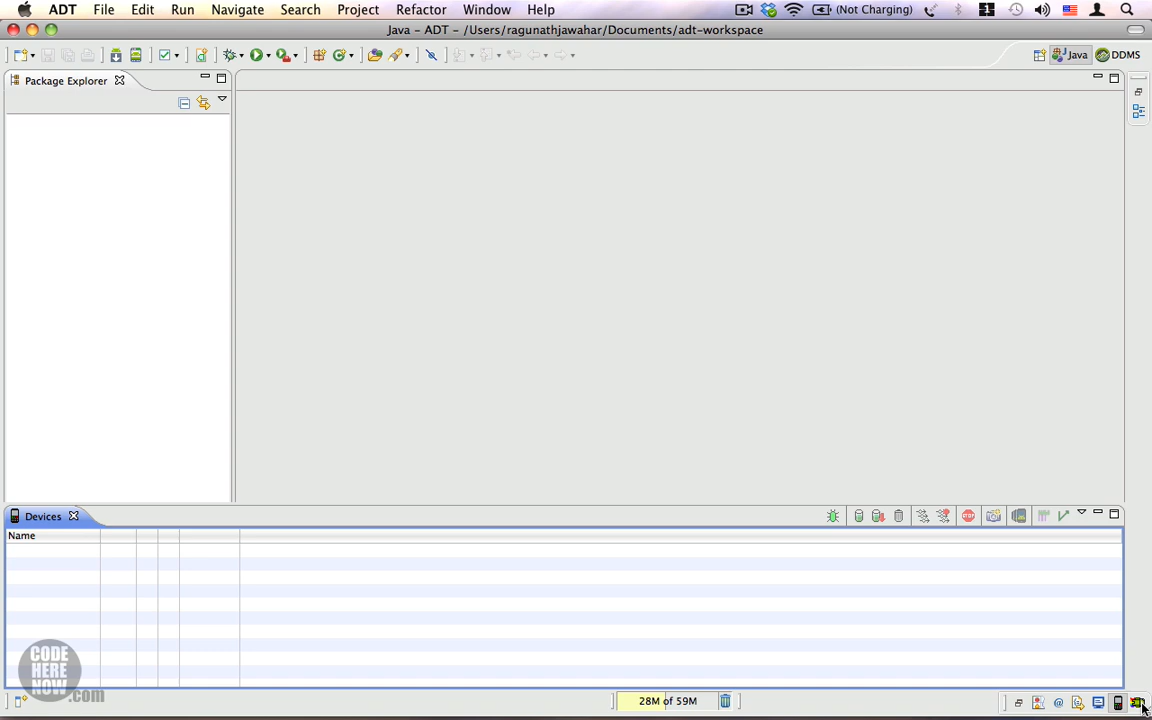 ADT File Edit Run Navigate Search Project Refactor Window Help (Not Charging) 1
Java – ADT – /Users/ragunathjawahar/Documents/adt-workspace
Java DDMS
Package Explorer
Devices
Name
CODE
HERE
NOW.com
28M of 59M
@